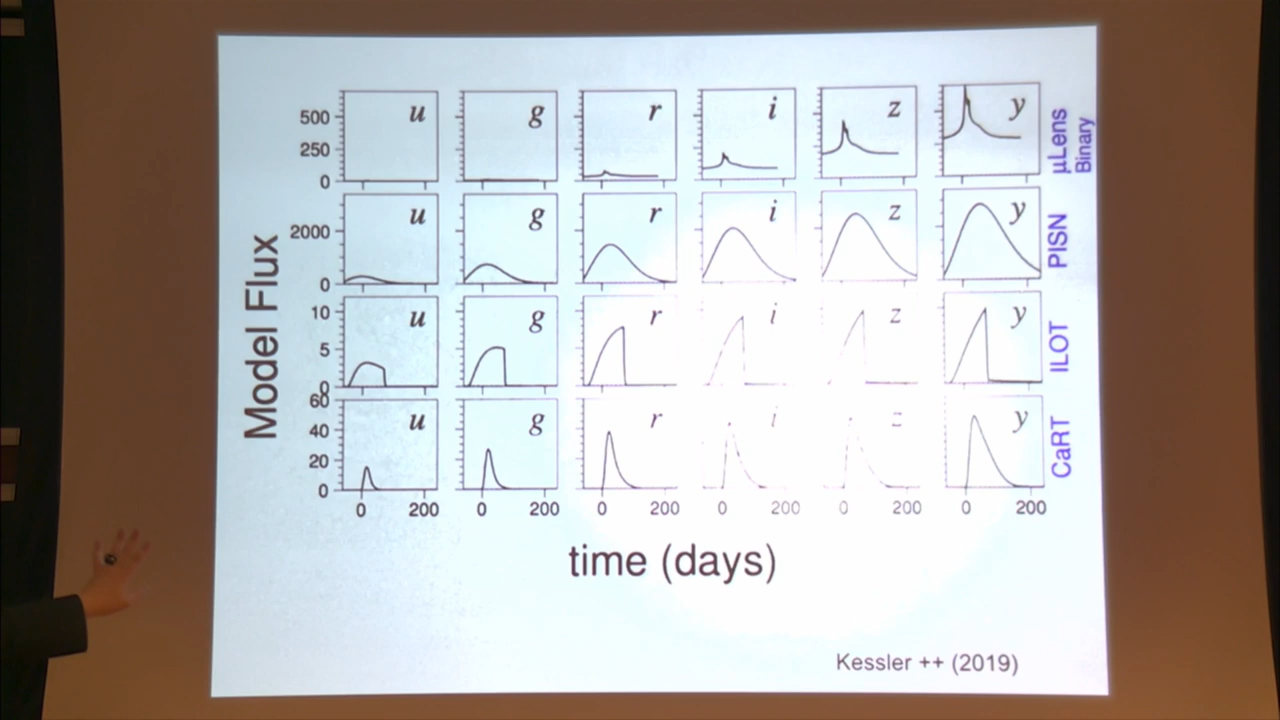 u g r i z y
500
250
0
μLens
Binary
u g r i z y
2000
0
PISN
u g r i z y
10
5
0
ILOT
u g r i z y
60
40
20
0
CaRT
0 200 0 200 0 200 0 200 0 200 0 200
Model Flux
time (days)
Kessler ++ (2019)